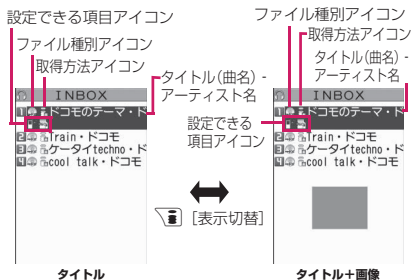 設定できる項目アイコン
ファイル種別アイコン
取得方法アイコン
タイトル(曲名)-
アーティスト名
INBOX
1 ドコモのテーマ・ド
2 Train・ドコモ
3 ケータイtechno・ド
4 cool talk・ドコモ
タイトル
設定できる
項目アイコン
[表示切替]
ファイル種別アイコン
取得方法アイコン
タイトル(曲名)-
アーティスト名
INBOX
1 ドコモのテーマ・ド
2 Train・ドコモ
3 ケータイtechno・ド
4 cool talk・ドコモ
タイトル+画像